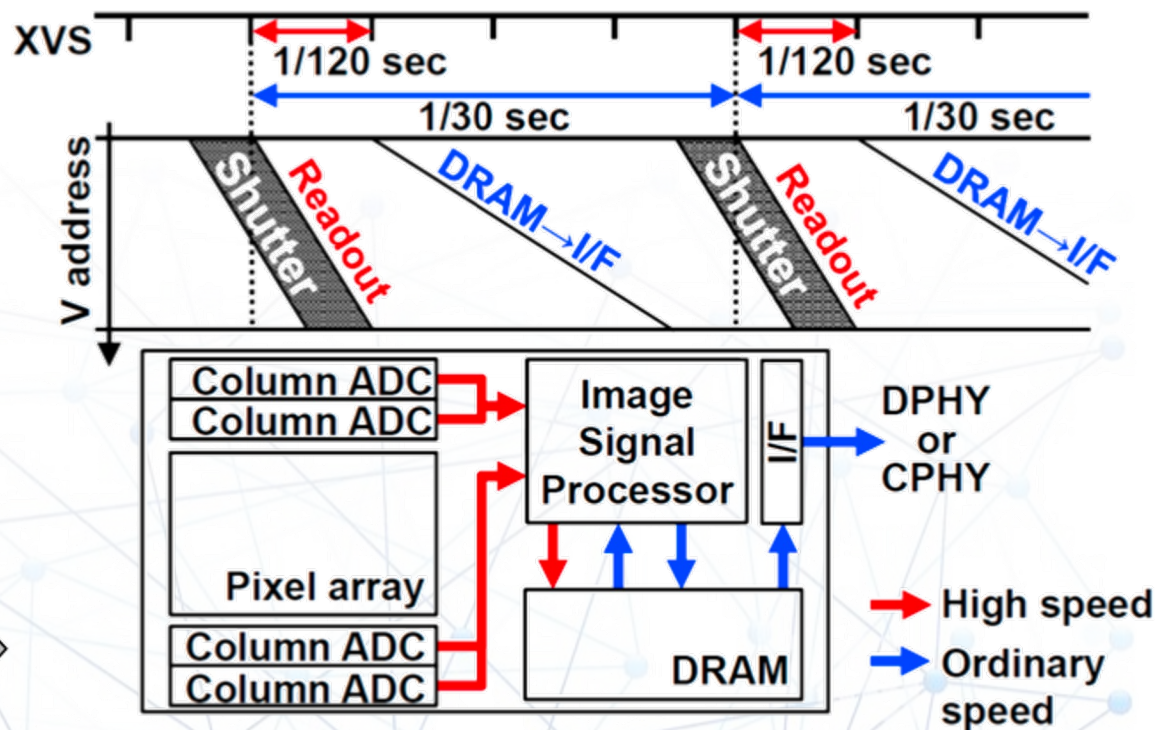 XVS
1/120 sec
1/120 sec
1/30 sec
1/30 sec
V address
Shutter
Readout
DRAM→I/F
Shutter
Readout
DRAM→I/F
Column ADC
Column ADC
Pixel array
Column ADC
Column ADC
Image
Signal
Processor
I/F
DRAM
DPHY
or
CPHY
High speed
Ordinary
speed